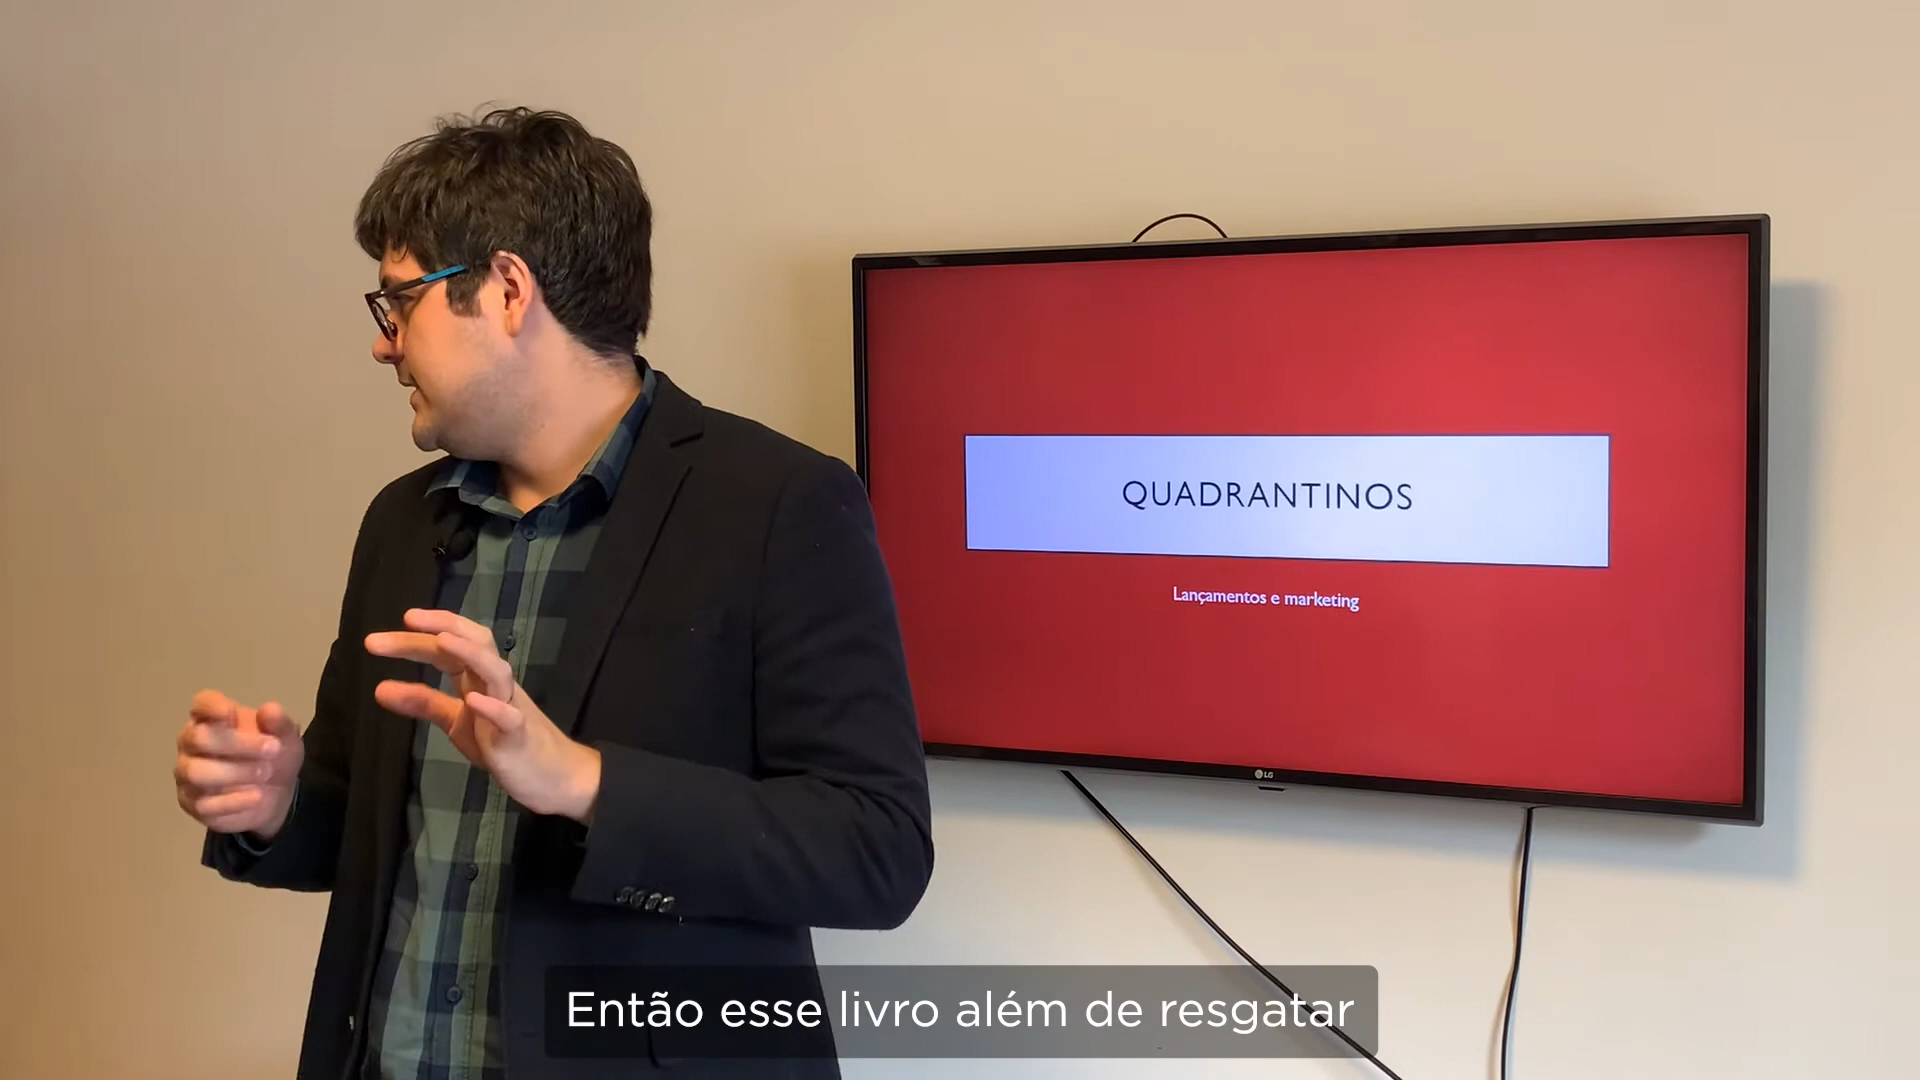 QUADRANTINOS
Lançamentos e marketing
LG
Então esse livro além de resgatar